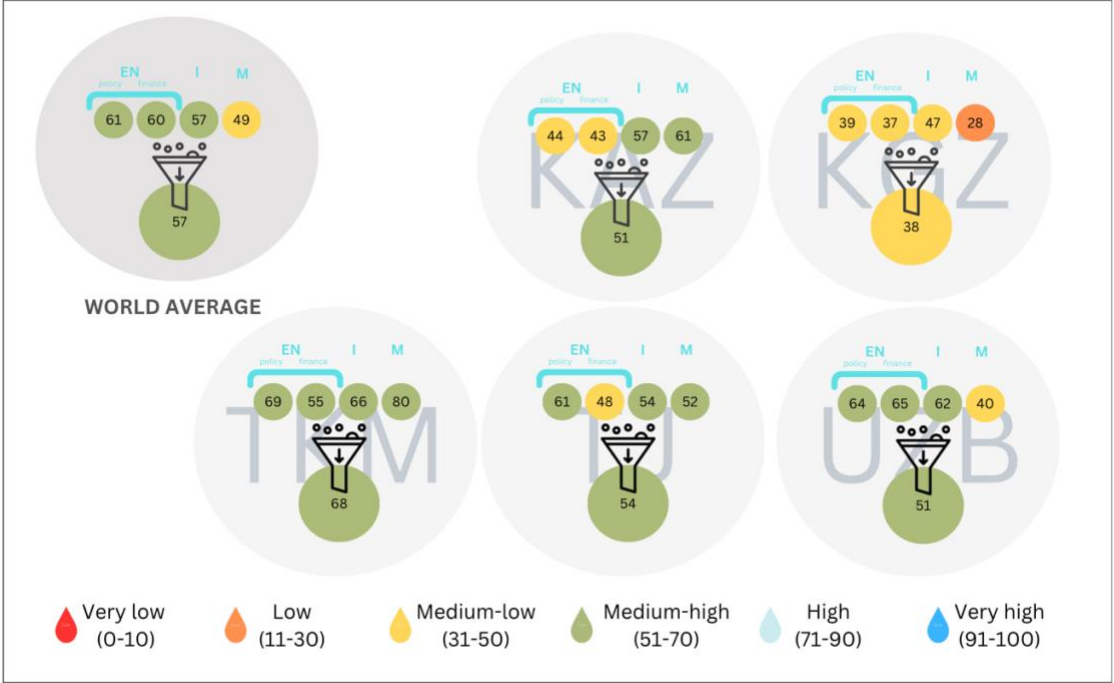 EN I M
policy finance
61 60 57 49
57
WORLD AVERAGE
EN I M
policy finance
44 43 57 61
KAZ
51
EN I M
policy finance
39 37 47 28
KGZ
38
EN I M
policy finance
69 55 66 80
TKM
68
EN I M
policy finance
61 48 54 52
TJ
54
EN I M
policy finance
64 65 62 40
UZB
51
Very low
(0-10)
Low
(11-30)
Medium-low
(31-50)
Medium-high
(51-70)
High
(71-90)
Very high
(91-100)